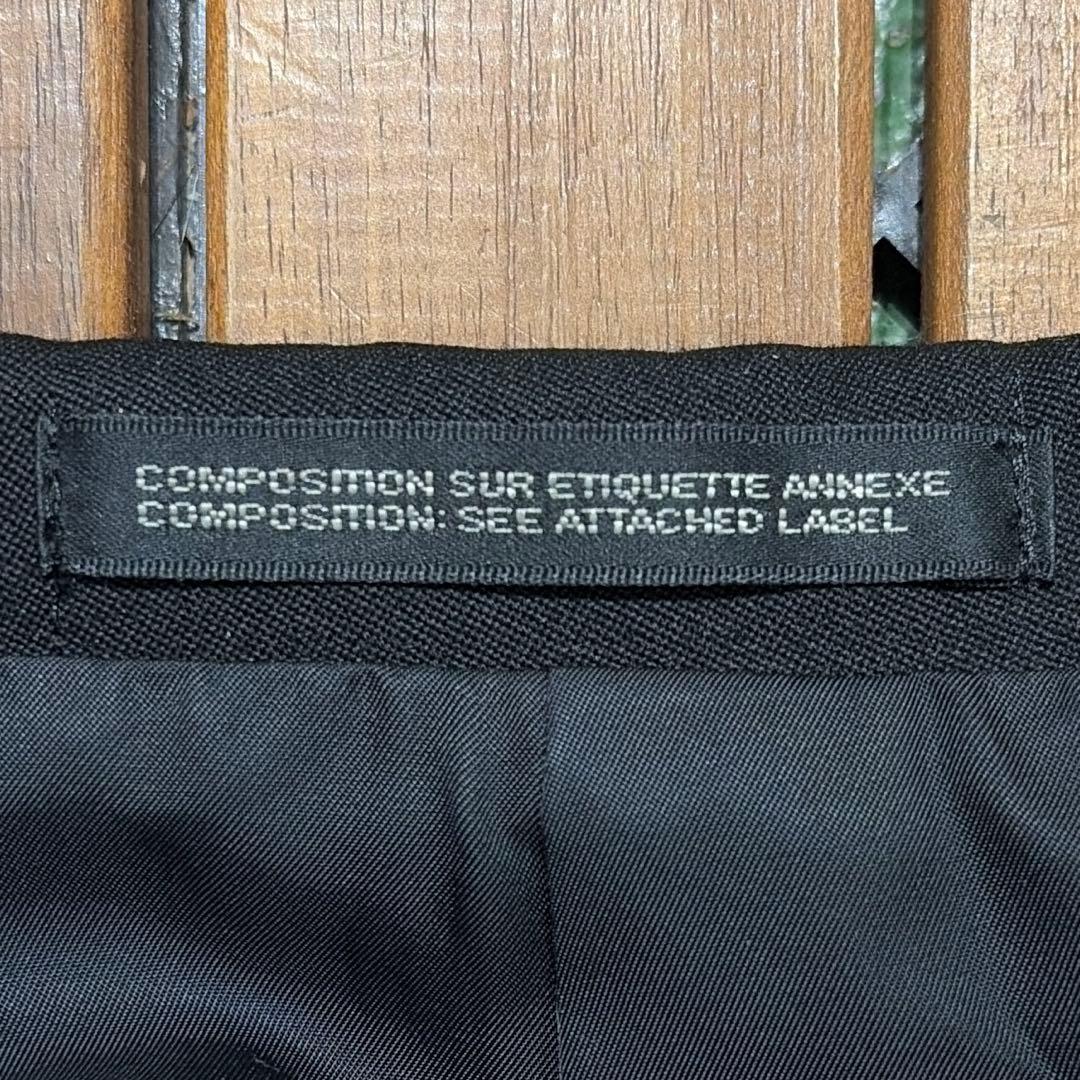 COMPOSITION SUR ETIQUETTE ANNEXE
COMPOSITION: SEE ATTACHED LABEL